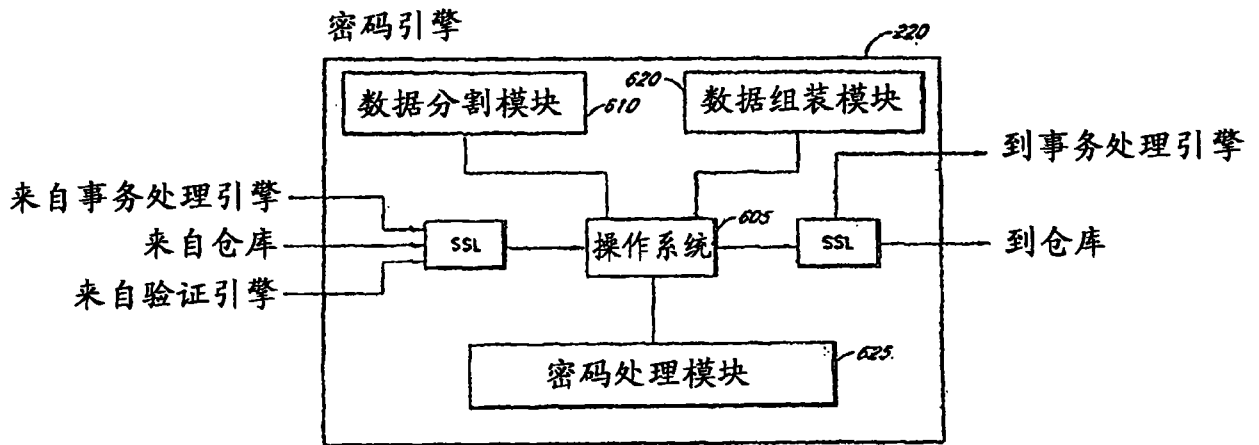 密码引擎
220
数据分割模块
610
620
数据组装模块
到事务处理引擎
来自事务处理引擎
来自仓库
来自验证引擎
SSL
操作系统
605
SSL
到仓库
密码处理模块
625